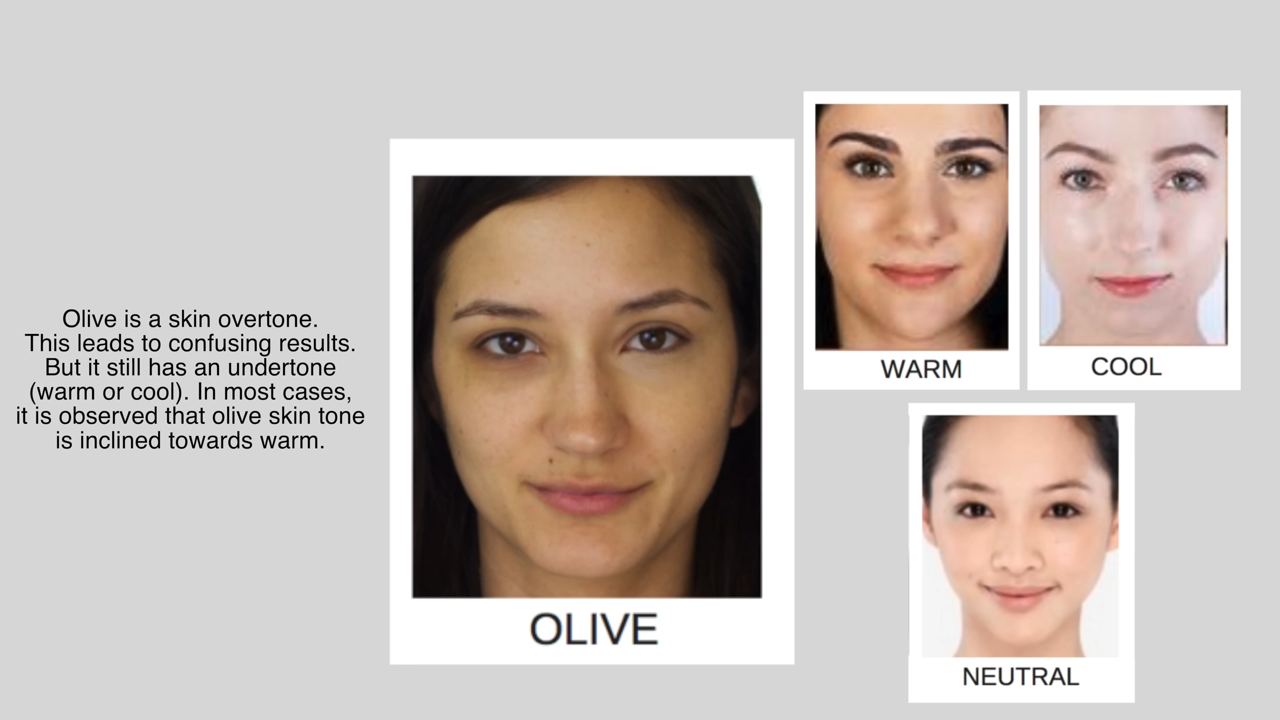 Olive is a skin overtone.
This leads to confusing results.
But it still has an undertone
(warm or cool). In most cases,
it is observed that olive skin tone
is inclined towards warm.
OLIVE
WARM
COOL
NEUTRAL